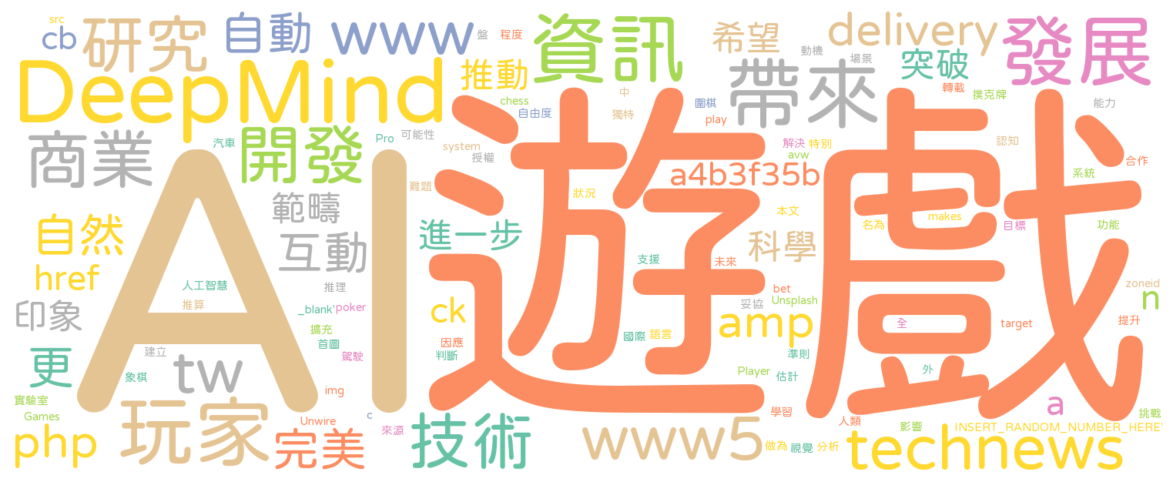 src
cb
研究
自動
www
盤
程度
資訊
希望
動機
delivery
場景
突破
發展
DeepMind
推動
chess
自由度
中
獨特
圍棋
play
帶來
轉載
撲克牌
能力
商業
汽車
開發
Pro
可能性
system
授權
難題
解決
特別
avw
認知
合作
系統
AI
遊戲
a4b3f35b
狀況
範疇
自然
互動
進一步
科學
本文
名為
makes
目標
功能
href
人工智慧
推算
推理
_blank'
poker
支援
未來
bet
Unsplash
妥協
zoneid
n
印象
擴充
首圖
ck
因應
判斷
國際
語言
amp
準則
全
target
提升
更
建立
駕駛
象棋
tw
img
Player
估計
外
實驗室
Games
玩家
c
來源
Unwire
學習
a
挑戰
人類
影響
INSERT_RANDOM_NUMBER_HERE
php
完美
技術
www5
做為
視覺
分析
technews